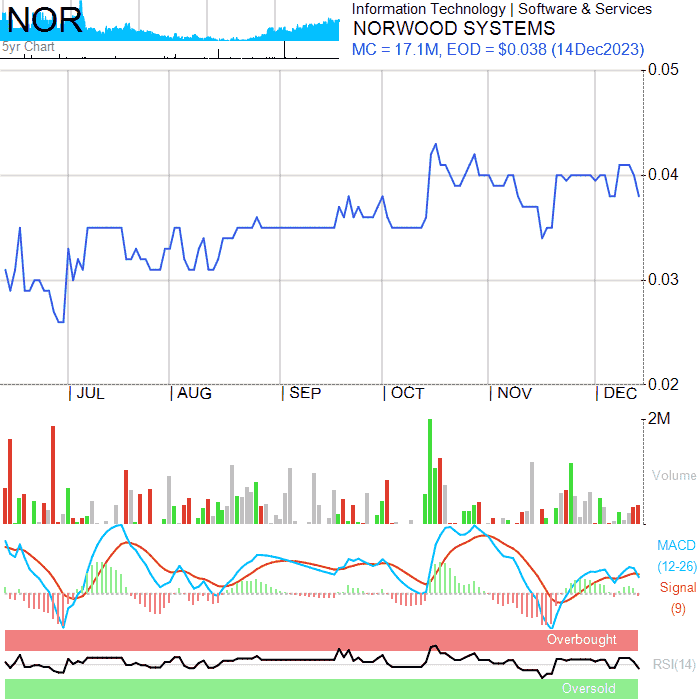 NOR
5yr Chart
Information Technology | Software & Services
NORWOOD SYSTEMS
MC = 17.1M, EOD = $0.038 (14Dec2023)
0.05
0.04
0.03
0.02
JUL AUG SEP OCT NOV DEC
2M
Volume
MACD
(12-26)
Signal
(9)
Overbought
RSI(14)
Oversold